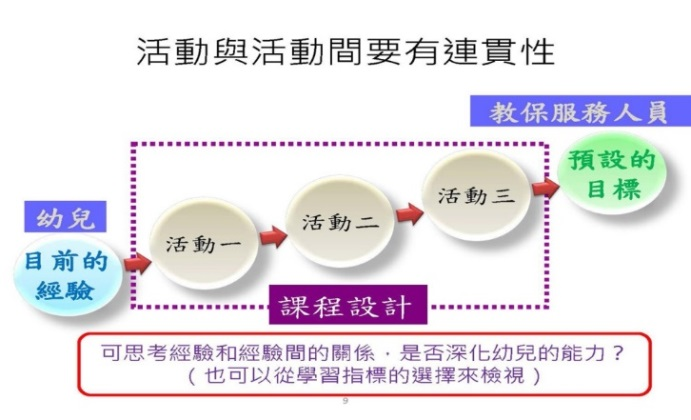 活動與活動間要有連貫性
教保服務人員
預設的
目標
活動三
活動二
活動一
幼兒
目前的
經驗
課程設計
可思考經驗和經驗間的關係，是否深化幼兒的能力？
（也可以從學習指標的選擇來檢視）
9